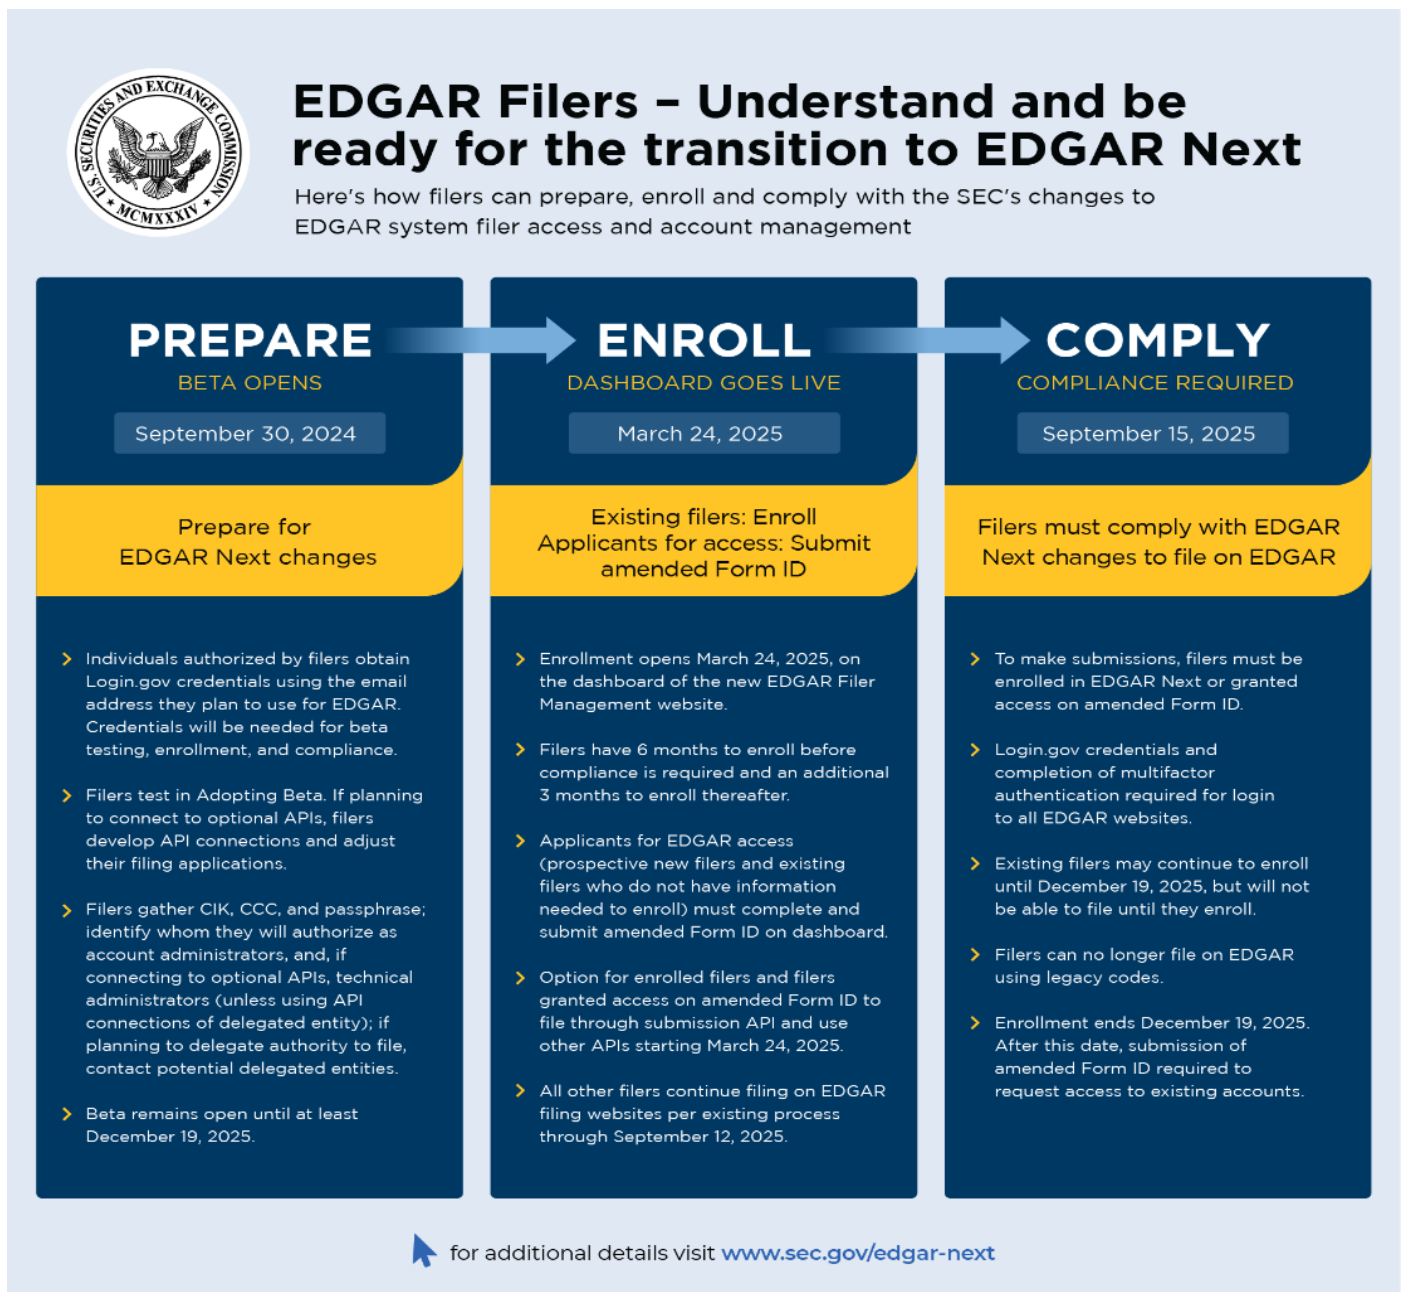 U.S. SECURITIES AND EXCHANGE COMMISSION
MCMXXXIV
EDGAR Filers – Understand and be
ready for the transition to EDGAR Next
Here's how filers can prepare, enroll and comply with the SEC's changes to
EDGAR system filer access and account management
PREPARE
BETA OPENS
September 30, 2024
Prepare for
EDGAR Next changes
Individuals authorized by filers obtain
Login.gov credentials using the email
address they plan to use for EDGAR.
Credentials will be needed for beta
testing, enrollment, and compliance.
Filers test in Adopting Beta. If planning
to connect to optional APIs, filers
develop API connections and adjust
their filing applications.
Filers gather CIK, CCC, and passphrase;
identify whom they will authorize as
account administrators, and, if
connecting to optional APIs, technical
administrators (unless using API
connections of delegated entity); if
planning to delegate authority to file,
contact potential delegated entities.
Beta remains open until at least
December 19, 2025.
ENROLL
DASHBOARD GOES LIVE
March 24, 2025
Existing filers: Enroll
Applicants for access: Submit
amended Form ID
Enrollment opens March 24, 2025, on
the dashboard of the new EDGAR Filer
Management website.
Filers have 6 months to enroll before
compliance is required and an additional
3 months to enroll thereafter.
Applicants for EDGAR access
(prospective new filers and existing
filers who do not have information
needed to enroll) must complete and
submit amended Form ID on dashboard.
Option for enrolled filers and filers
granted access on amended Form ID to
file through submission API and use
other APIs starting March 24, 2025.
All other filers continue filing on EDGAR
filing websites per existing process
through September 12, 2025.
COMPLY
COMPLIANCE REQUIRED
September 15, 2025
Filers must comply with EDGAR
Next changes to file on EDGAR
To make submissions, filers must be
enrolled in EDGAR Next or granted
access on amended Form ID.
Login.gov credentials and
completion of multifactor
authentication required for login
to all EDGAR websites.
Existing filers may continue to enroll
until December 19, 2025, but will not
be able to file until they enroll.
Filers can no longer file on EDGAR
using legacy codes.
Enrollment ends December 19, 2025.
After this date, submission of
amended Form ID required to
request access to existing accounts.
for additional details visit www.sec.gov/edgar-next